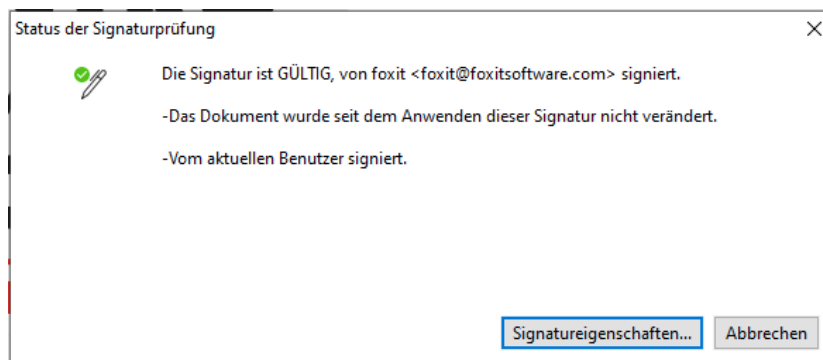 Status der Signaturprüfung
Die Signatur ist GÜLTIG, von foxit <foxit@foxitsoftware.com> signiert.
-Das Dokument wurde seit dem Anwenden dieser Signatur nicht verändert.
-Vom aktuellen Benutzer signiert.
Signatureigenschaften... Abbrechen